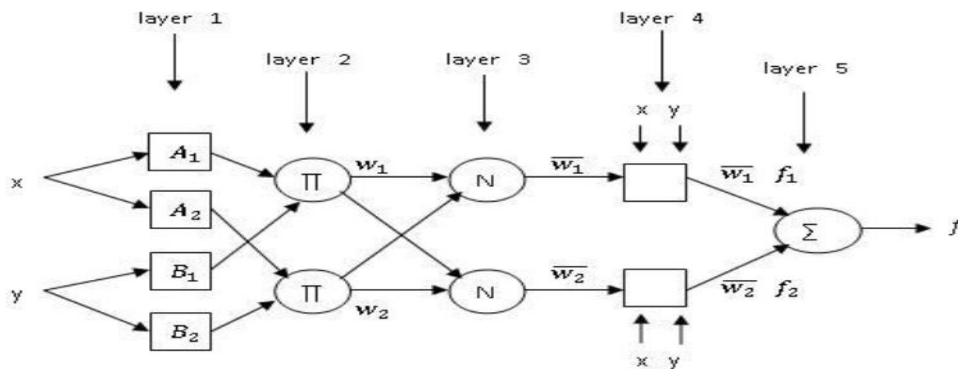 layer 1
layer 2
layer 3
layer 4
layer 5
x y
x
y
A₁
A₂
B₁
B₂
Π
Π
w₁
w₂
N
N
w̅₁
w̅₂
w̅₁ f₁
w̅₂ f₂
Σ
f
x y